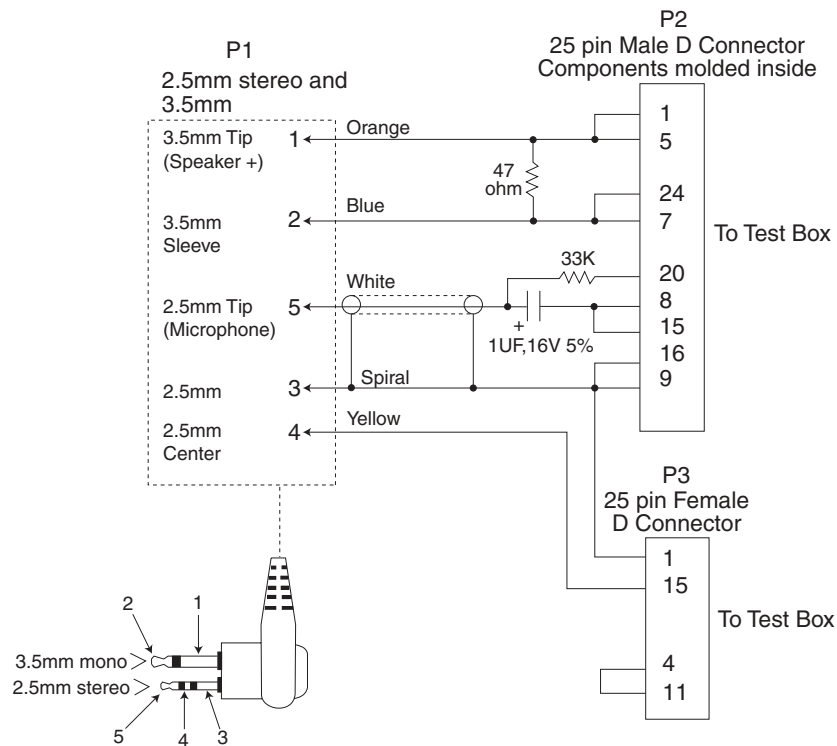 P1
2.5mm stereo and
3.5mm
3.5mm Tip
(Speaker +)
1
Orange
3.5mm
Sleeve
2
Blue
2.5mm Tip
(Microphone)
5
White
2.5mm
3
Spiral
2.5mm
Center
4
Yellow
47
ohm
33K
+
1UF,16V 5%
P2
25 pin Male D Connector
Components molded inside
1
5
24
7
20
8
15
16
9
To Test Box
P3
25 pin Female
D Connector
1
15
4
11
To Test Box
2
1
3.5mm mono
2.5mm stereo
5
4
3